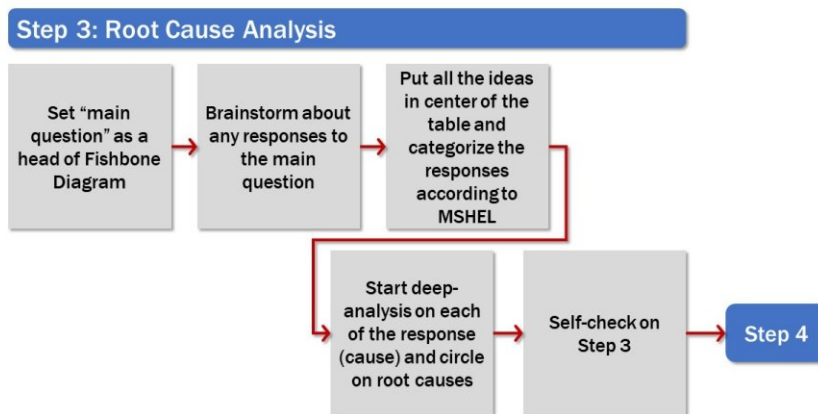 Step 3: Root Cause Analysis
Set “main
question” as a
head of Fishbone
Diagram
Brainstorm about
any responses to
the main
question
Put all the ideas
in center of the
table and
categorize the
responses
according to
MSHEL
Start deep-
analysis on each
of the response
(cause) and circle
on root causes
Self-check on
Step 3
Step 4